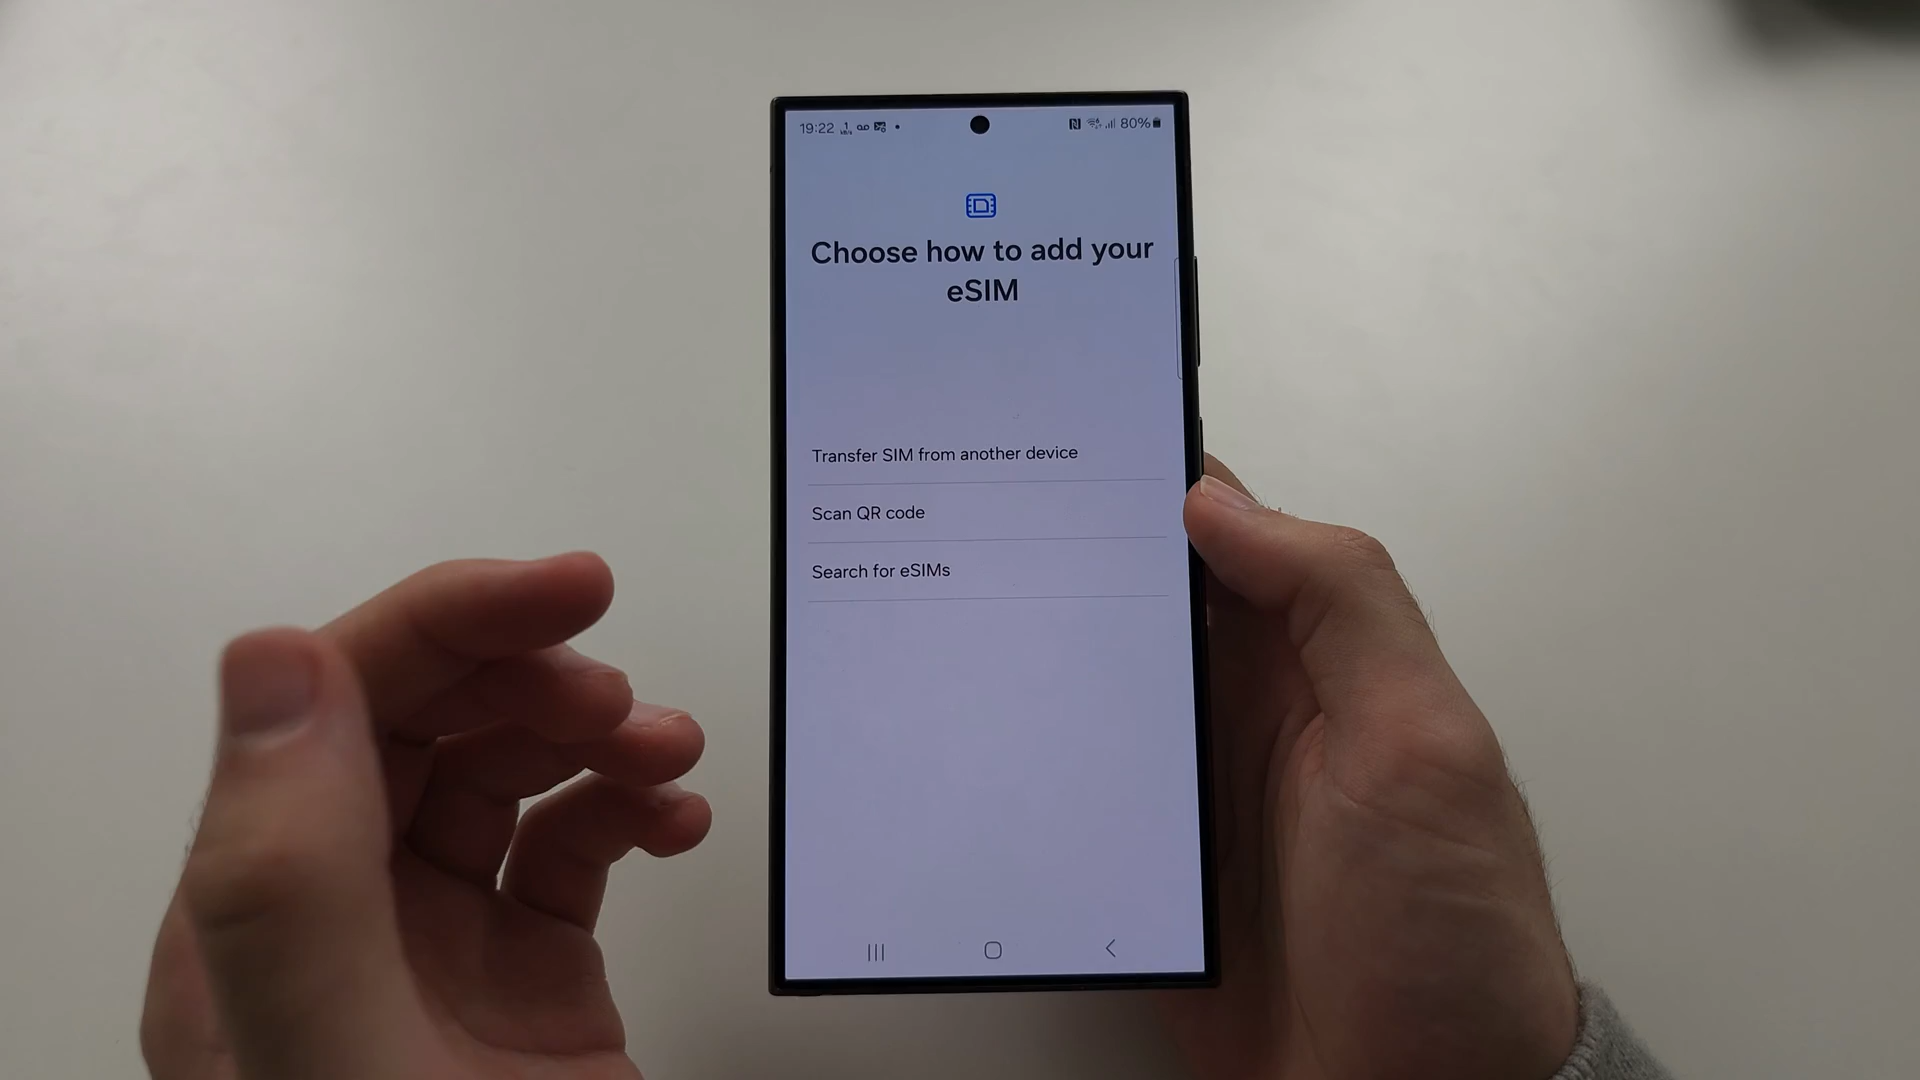 19:22
80%
Choose how to add your
eSIM
Transfer SIM from another device
Scan QR code
Search for eSIMs